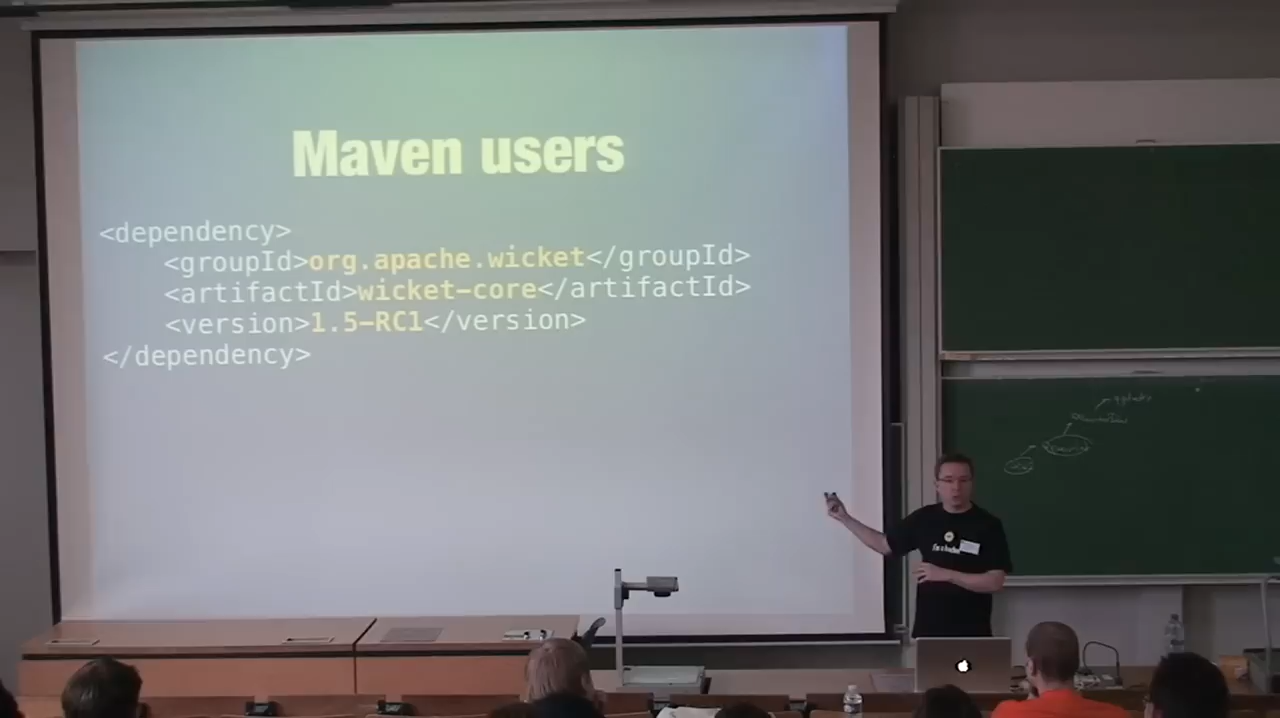 Maven users
<dependency>
<groupId>org.apache.wicket</groupId>
<artifactId>wicket-core</artifactId>
<version>1.5-RC1</version>
</dependency>